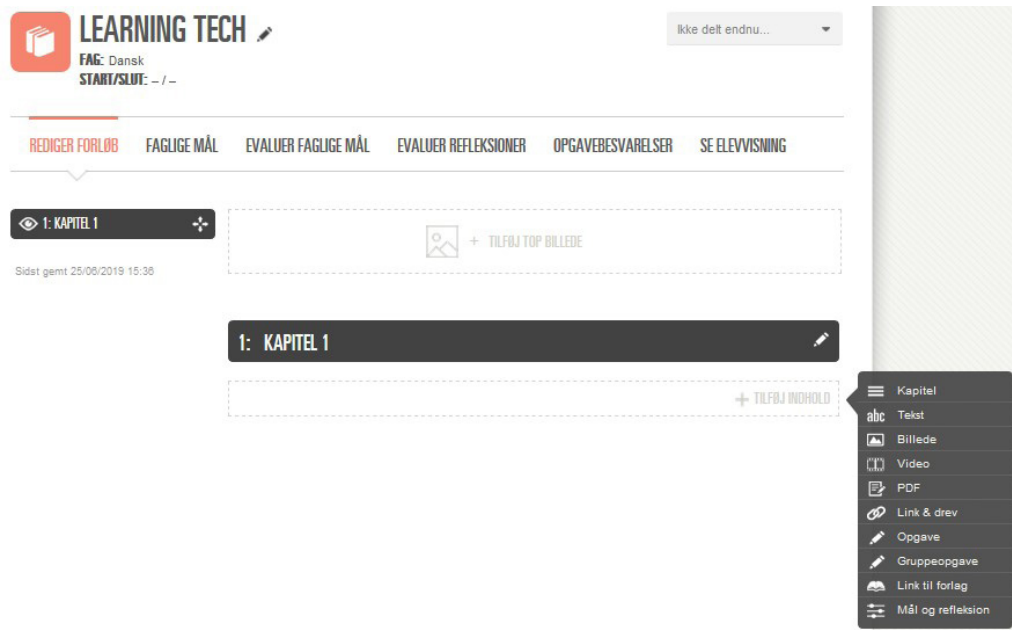 LEARNING TECH
Ikke delt endnu...
FAG: Dansk
START/SLUT: – / –
REDIGER FORLØB FAGLIGE MÅL EVALUER FAGLIGE MÅL EVALUER REFLEKSIONER OPGAVEBESVARELSER SE ELEVVISNING
1: KAPITEL 1
+ TILFØJ TOP BILLEDE
Sidst gemt 25/06/2019 15:36
1: KAPITEL 1
+ TILFØJ INDHOLD
Kapitel
abc Tekst
Billede
Video
PDF
Link & drev
Opgave
Gruppeopgave
Link til forlag
Mål og refleksion